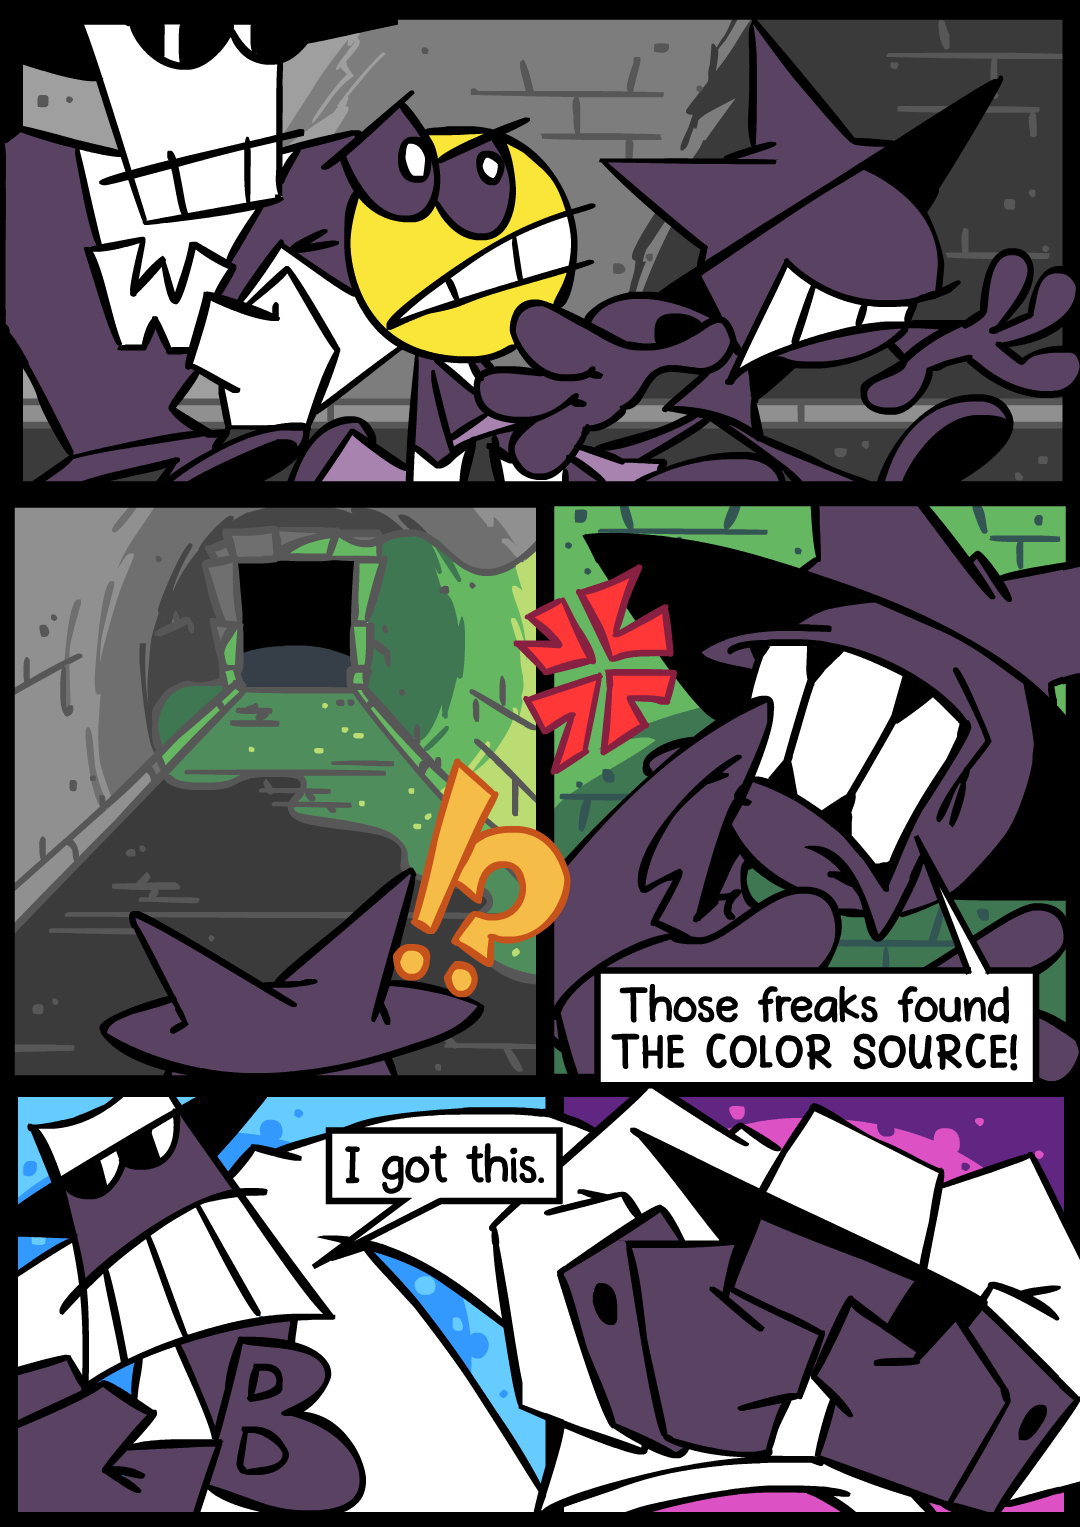 !?
Those freaks found
THE COLOR SOURCE!
I got this.
B